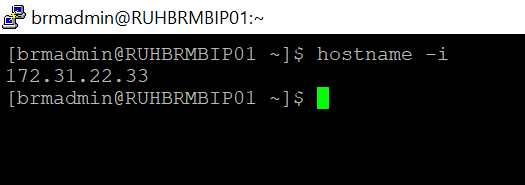 brmadmin@RUHBRMBIP01:~
[brmadmin@RUHBRMBIP01 ~]$ hostname -i
172.31.22.33
[brmadmin@RUHBRMBIP01 ~]$